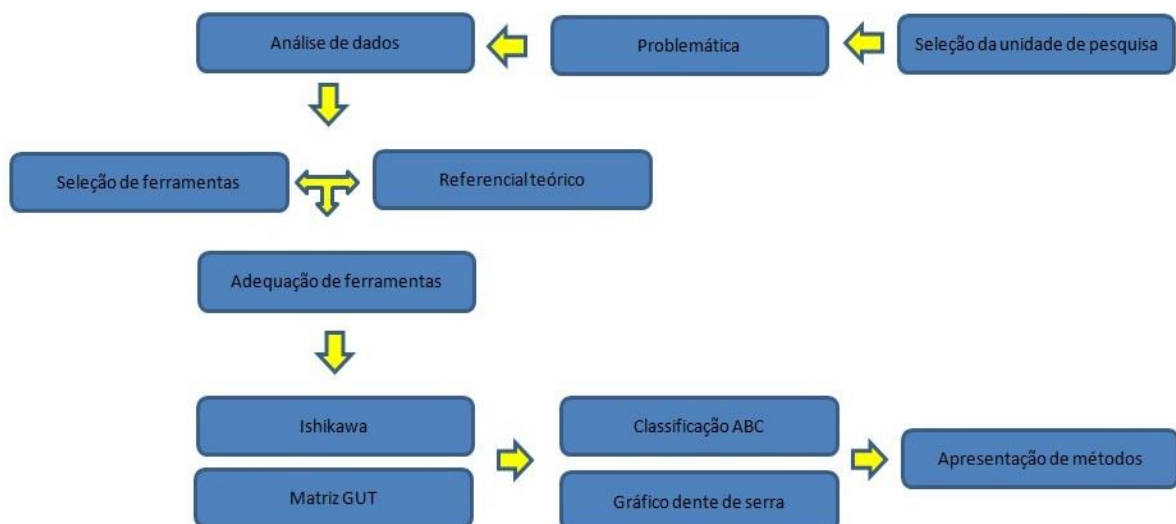 Análise de dados
Problemática
Seleção da unidade de pesquisa
Seleção de ferramentas
Referencial teórico
Adequação de ferramentas
Ishikawa
Classificação ABC
Apresentação de métodos
Matriz GUT
Gráfico dente de serra